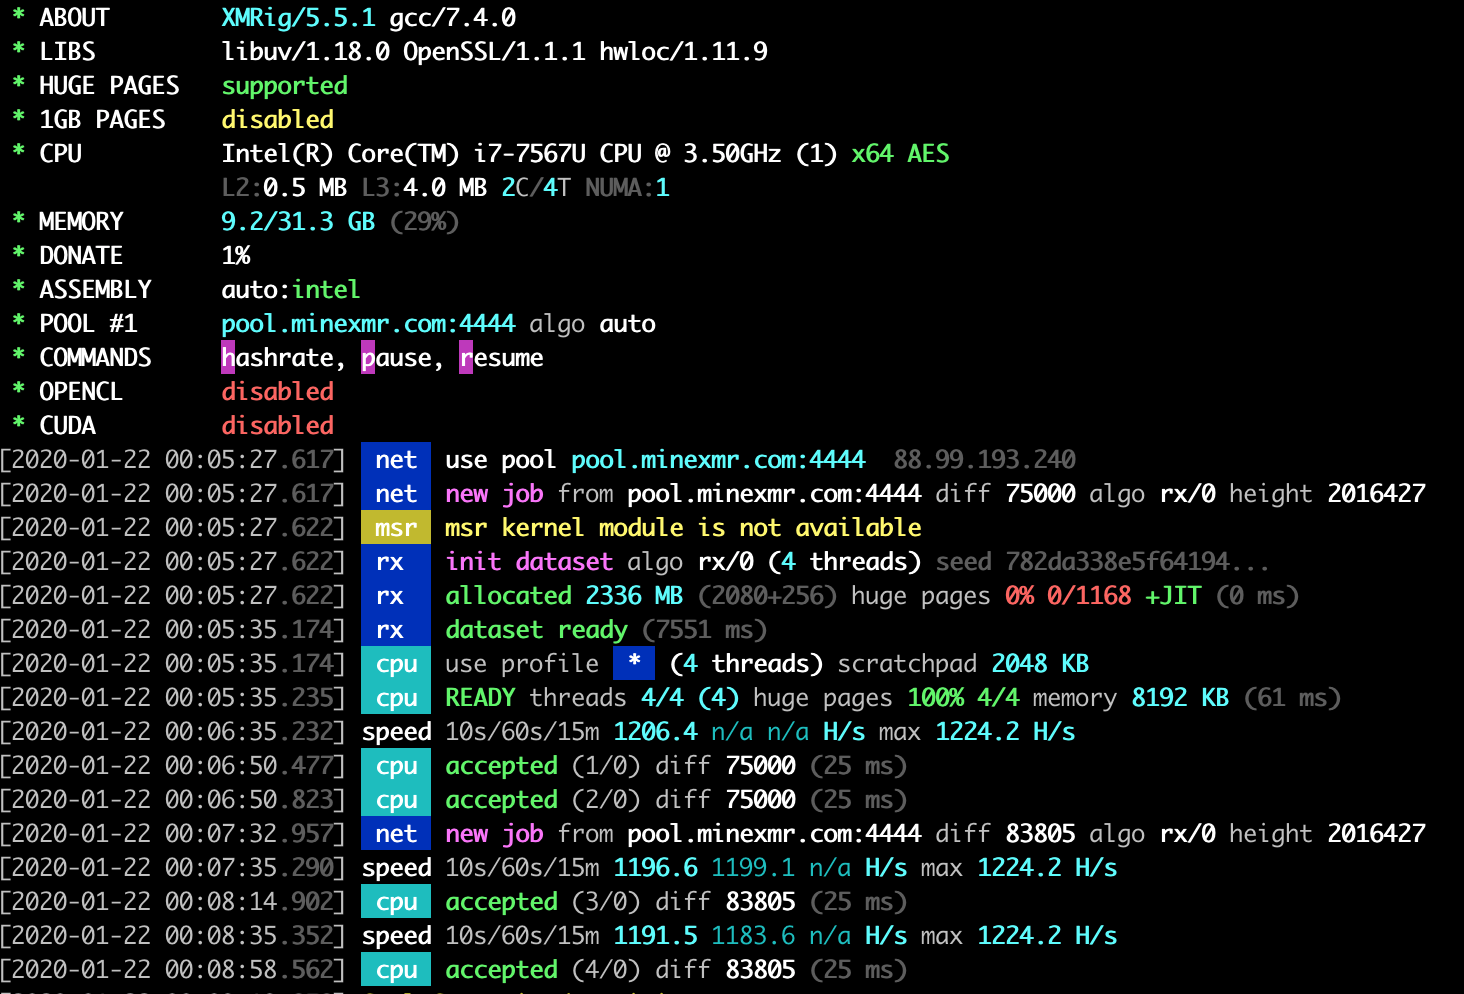 * ABOUT XMRig/5.5.1 gcc/7.4.0
* LIBS libuv/1.18.0 OpenSSL/1.1.1 hwloc/1.11.9
* HUGE PAGES supported
* 1GB PAGES disabled
* CPU Intel(R) Core(TM) i7-7567U CPU @ 3.50GHz (1) x64 AES
L2:0.5 MB L3:4.0 MB 2C/4T NUMA:1
* MEMORY 9.2/31.3 GB (29%)
* DONATE 1%
* ASSEMBLY auto:intel
* POOL #1 pool.minexmr.com:4444 algo auto
* COMMANDS hashrate, pause, resume
* OPENCL disabled
* CUDA disabled
[2020-01-22 00:05:27.617] net use pool pool.minexmr.com:4444 88.99.193.240
[2020-01-22 00:05:27.617] net new job from pool.minexmr.com:4444 diff 75000 algo rx/0 height 2016427
[2020-01-22 00:05:27.622] msr msr kernel module is not available
[2020-01-22 00:05:27.622] rx init dataset algo rx/0 (4 threads) seed 782da338e5f64194...
[2020-01-22 00:05:27.622] rx allocated 2336 MB (2080+256) huge pages 0% 0/1168 +JIT (0 ms)
[2020-01-22 00:05:35.174] rx dataset ready (7551 ms)
[2020-01-22 00:05:35.174] cpu use profile * (4 threads) scratchpad 2048 KB
[2020-01-22 00:05:35.235] cpu READY threads 4/4 (4) huge pages 100% 4/4 memory 8192 KB (61 ms)
[2020-01-22 00:06:35.232] speed 10s/60s/15m 1206.4 n/a n/a H/s max 1224.2 H/s
[2020-01-22 00:06:50.477] cpu accepted (1/0) diff 75000 (25 ms)
[2020-01-22 00:06:50.823] cpu accepted (2/0) diff 75000 (25 ms)
[2020-01-22 00:07:32.957] net new job from pool.minexmr.com:4444 diff 83805 algo rx/0 height 2016427
[2020-01-22 00:07:35.290] speed 10s/60s/15m 1196.6 1199.1 n/a H/s max 1224.2 H/s
[2020-01-22 00:08:14.902] cpu accepted (3/0) diff 83805 (25 ms)
[2020-01-22 00:08:35.352] speed 10s/60s/15m 1191.5 1183.6 n/a H/s max 1224.2 H/s
[2020-01-22 00:08:58.562] cpu accepted (4/0) diff 83805 (25 ms)